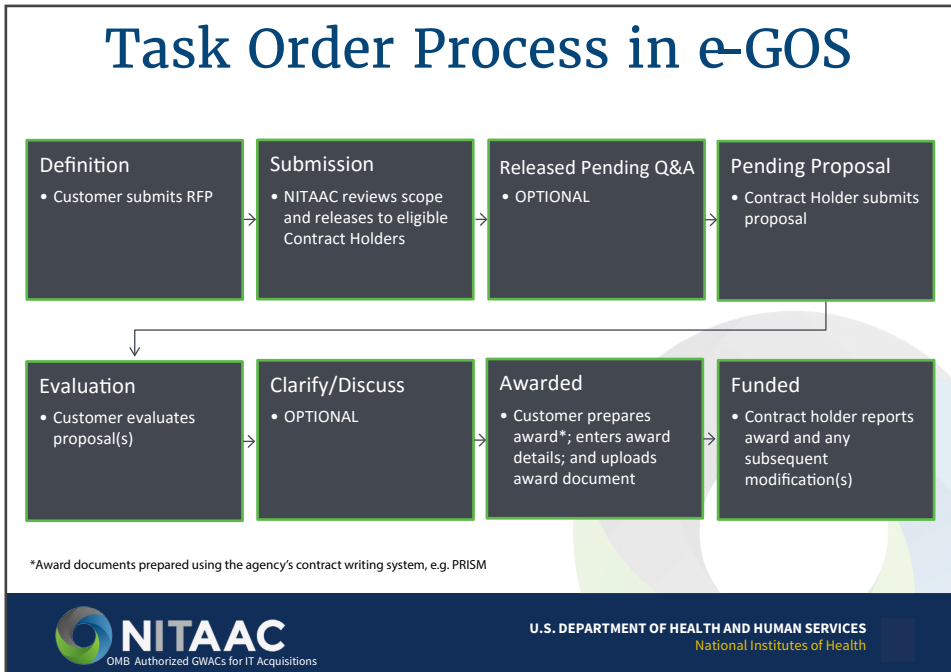 Task Order Process in e-GOS
Definition
• Customer submits RFP
Submission
• NITAAC reviews scope
and releases to eligible
Contract Holders
Released Pending Q&A
• OPTIONAL
Pending Proposal
• Contract Holder submits
proposal
Evaluation
• Customer evaluates
proposal(s)
Clarify/Discuss
• OPTIONAL
Awarded
• Customer prepares
award*; enters award
details; and uploads
award document
Funded
• Contract holder reports
award and any
subsequent
modification(s)
*Award documents prepared using the agency's contract writing system, e.g. PRISM
NITAAC
OMB Authorized GWACs for IT Acquisitions
U.S. DEPARTMENT OF HEALTH AND HUMAN SERVICES
National Institutes of Health